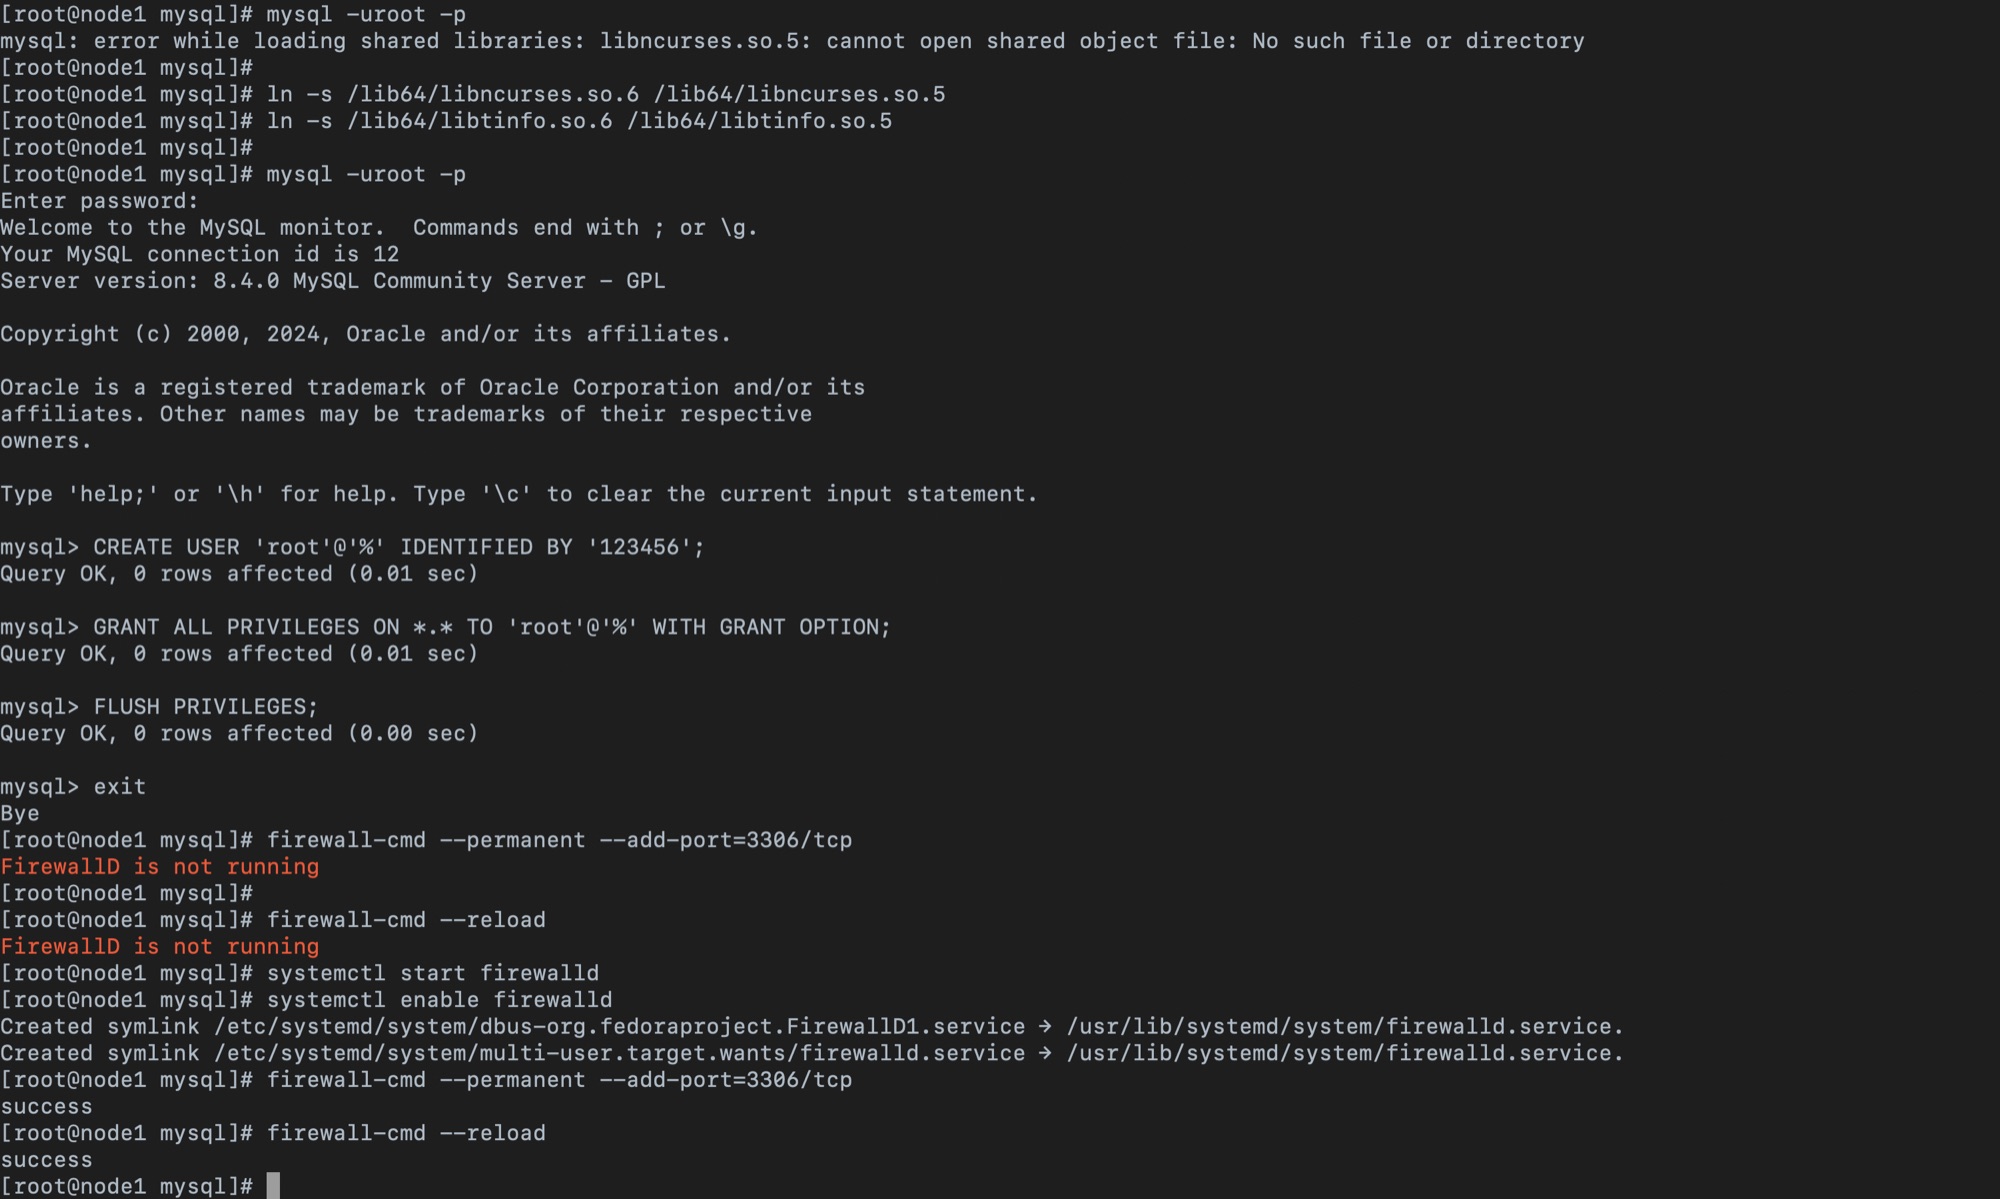 [root@node1 mysql]# mysql -uroot -p
mysql: error while loading shared libraries: libncurses.so.5: cannot open shared object file: No such file or directory
[root@node1 mysql]#
[root@node1 mysql]# ln -s /lib64/libncurses.so.6 /lib64/libncurses.so.5
[root@node1 mysql]# ln -s /lib64/libtinfo.so.6 /lib64/libtinfo.so.5
[root@node1 mysql]#
[root@node1 mysql]# mysql -uroot -p
Enter password:
Welcome to the MySQL monitor.  Commands end with ; or \g.
Your MySQL connection id is 12
Server version: 8.4.0 MySQL Community Server - GPL

Copyright (c) 2000, 2024, Oracle and/or its affiliates.

Oracle is a registered trademark of Oracle Corporation and/or its
affiliates. Other names may be trademarks of their respective
owners.

Type 'help;' or '\h' for help. Type '\c' to clear the current input statement.

mysql> CREATE USER 'root'@'%' IDENTIFIED BY '123456';
Query OK, 0 rows affected (0.01 sec)

mysql> GRANT ALL PRIVILEGES ON *.* TO 'root'@'%' WITH GRANT OPTION;
Query OK, 0 rows affected (0.01 sec)

mysql> FLUSH PRIVILEGES;
Query OK, 0 rows affected (0.00 sec)

mysql> exit
Bye
[root@node1 mysql]# firewall-cmd --permanent --add-port=3306/tcp
FirewallD is not running
[root@node1 mysql]#
[root@node1 mysql]# firewall-cmd --reload
FirewallD is not running
[root@node1 mysql]# systemctl start firewalld
[root@node1 mysql]# systemctl enable firewalld
Created symlink /etc/systemd/system/dbus-org.fedoraproject.FirewallD1.service → /usr/lib/systemd/system/firewalld.service.
Created symlink /etc/systemd/system/multi-user.target.wants/firewalld.service → /usr/lib/systemd/system/firewalld.service.
[root@node1 mysql]# firewall-cmd --permanent --add-port=3306/tcp
success
[root@node1 mysql]# firewall-cmd --reload
success
[root@node1 mysql]#